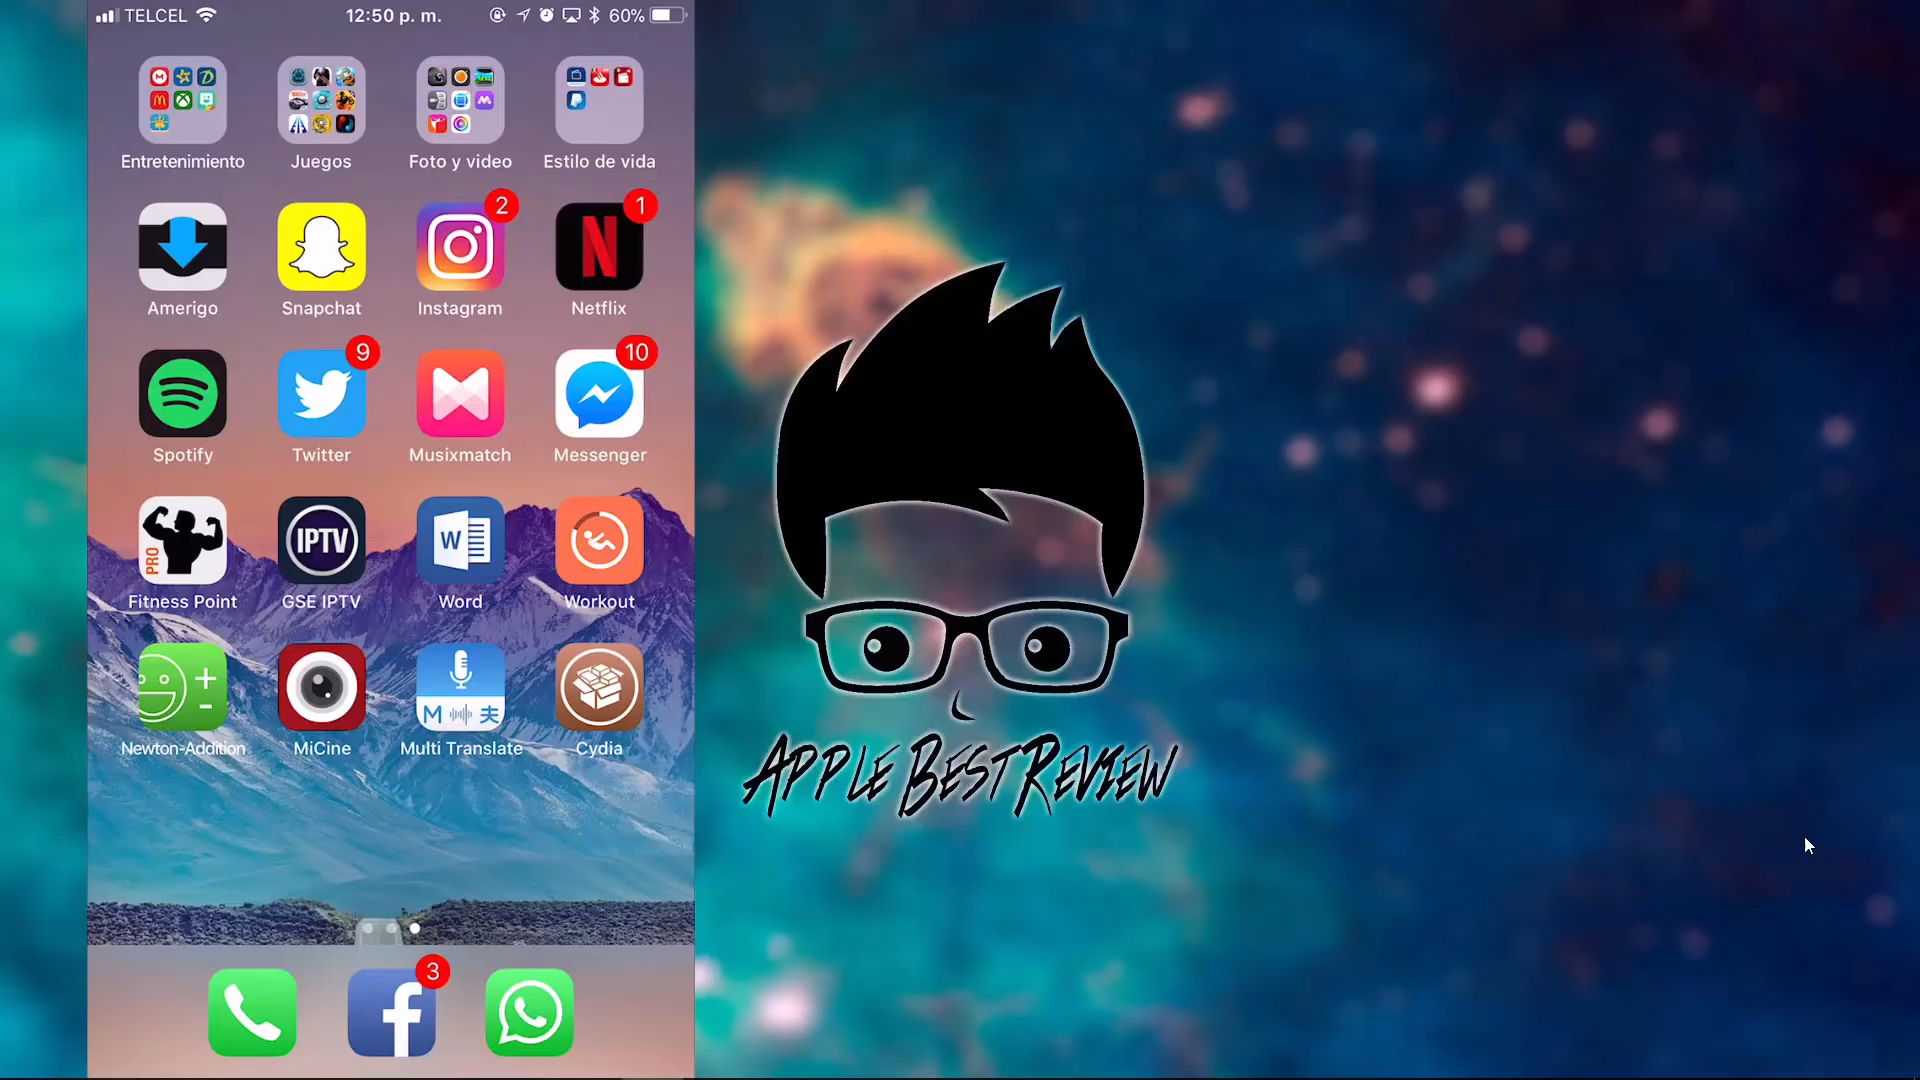 TELCEL 12:50 p. m. 60%
Entretenimiento Juegos Foto y video Estilo de vida
2 1
N
Amerigo Snapchat Instagram Netflix
9 10
Spotify Twitter Musixmatch Messenger
PRO IPTV W
Fitness Point GSE IPTV Word Workout
+ -
M 夫
Newton-Addition MiCine Multi Translate Cydia
3
f
APPLE BEST REVIEW